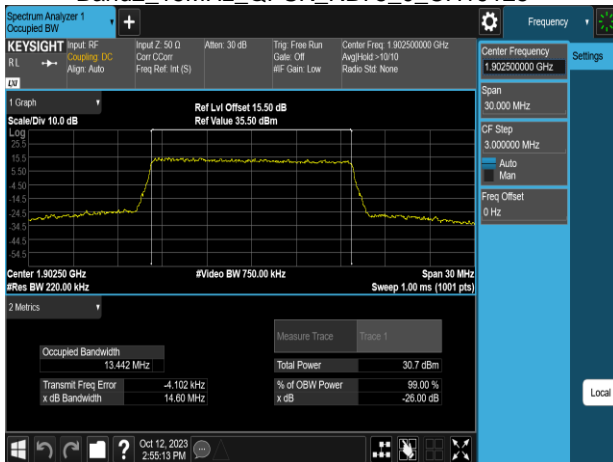 Spectrum Analyzer 1
Occupied BW
Frequency
KEYSIGHT
RL
LXI
Input: RF
Coupling: DC
Align: Auto
Input Z: 50 Ω
Corr CCorr
Freq Ref: Int (S)
Atten: 30 dB
Trig: Free Run
Gate: Off
#IF Gain: Low
Center Freq: 1.902500000 GHz
Avg|Hold:>10/10
Radio Std: None
Center Frequency
1.902500000 GHz
Settings
Span
30.000 MHz
CF Step
3.000000 MHz
Auto
Man
Freq Offset
0 Hz
Local
1 Graph
Scale/Div 10.0 dB
Ref Lvl Offset 15.50 dB
Ref Value 35.50 dBm
Log
25.5
15.5
5.50
-4.50
-14.5
-24.5
-34.5
-44.5
-54.5
Center 1.90250 GHz
#Video BW 750.00 kHz
Span 30 MHz
#Res BW 220.00 kHz
Sweep 1.00 ms (1001 pts)
2 Metrics
Measure Trace
Trace 1
Occupied Bandwidth
13.442 MHz
Total Power
30.7 dBm
Transmit Freq Error
-4.102 kHz
% of OBW Power
99.00 %
x dB Bandwidth
14.60 MHz
x dB
-26.00 dB
?
Oct 12, 2023
2:55:13 PM